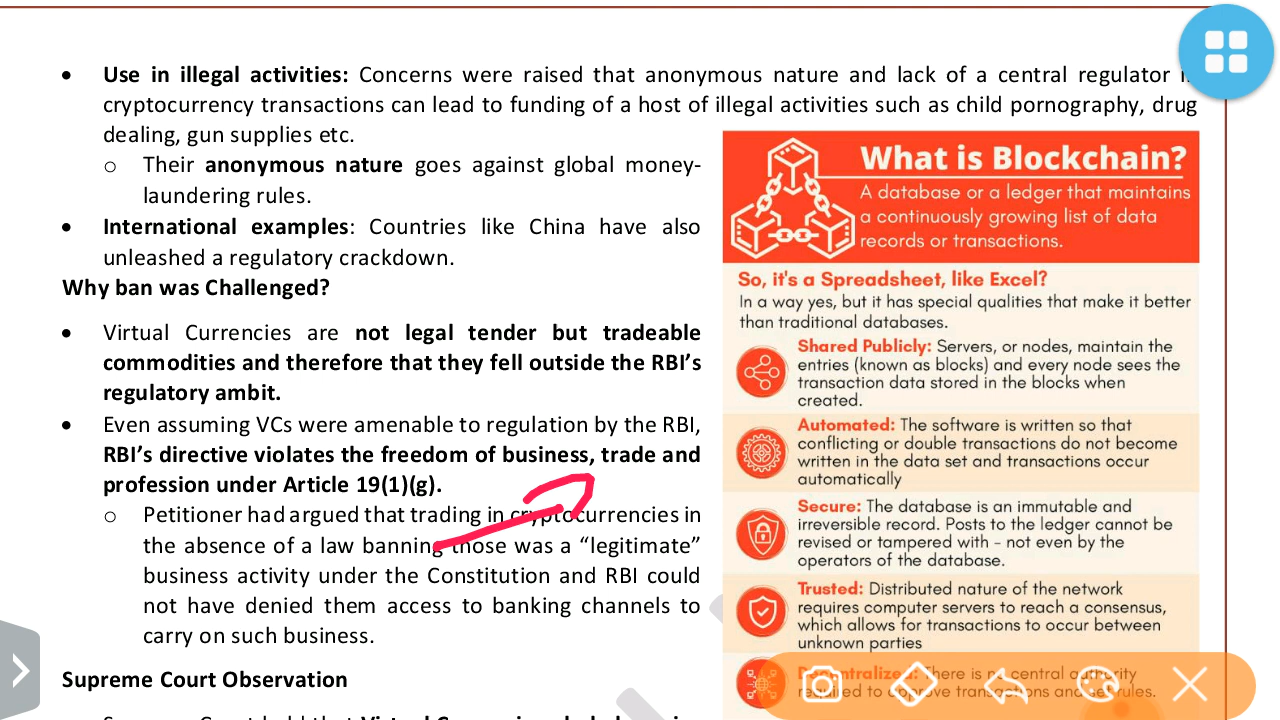 • Use in illegal activities: Concerns were raised that anonymous nature and lack of a central regulator
cryptocurrency transactions can lead to funding of a host of illegal activities such as child pornography, drug
dealing, gun supplies etc.
o Their anonymous nature goes against global money-
laundering rules.
• International examples: Countries like China have also
unleashed a regulatory crackdown.
Why ban was Challenged?
• Virtual Currencies are not legal tender but tradeable
commodities and therefore that they fell outside the RBI’s
regulatory ambit.
• Even assuming VCs were amenable to regulation by the RBI,
RBI’s directive violates the freedom of business, trade and
profession under Article 19(1)(g).
o Petitioner had argued that trading in cryptocurrencies in
the absence of a law banning those was a “legitimate”
business activity under the Constitution and RBI could
not have denied them access to banking channels to
carry on such business.
Supreme Court Observation
What is Blockchain?
A database or a ledger that maintains
a continuously growing list of data
records or transactions.
So, it's a Spreadsheet, like Excel?
In a way yes, but it has special qualities that make it better
than traditional databases.
Shared Publicly: Servers, or nodes, maintain the
entries (known as blocks) and every node sees the
transaction data stored in the blocks when
created.
Automated: The software is written so that
conflicting or double transactions do not become
written in the data set and transactions occur
automatically
Secure: The database is an immutable and
irreversible record. Posts to the ledger cannot be
revised or tampered with - not even by the
operators of the database.
Trusted: Distributed nature of the network
requires computer servers to reach a consensus,
which allows for transactions to occur between
unknown parties
Decentralized: There is no central authority
required to approve transactions and set rules.